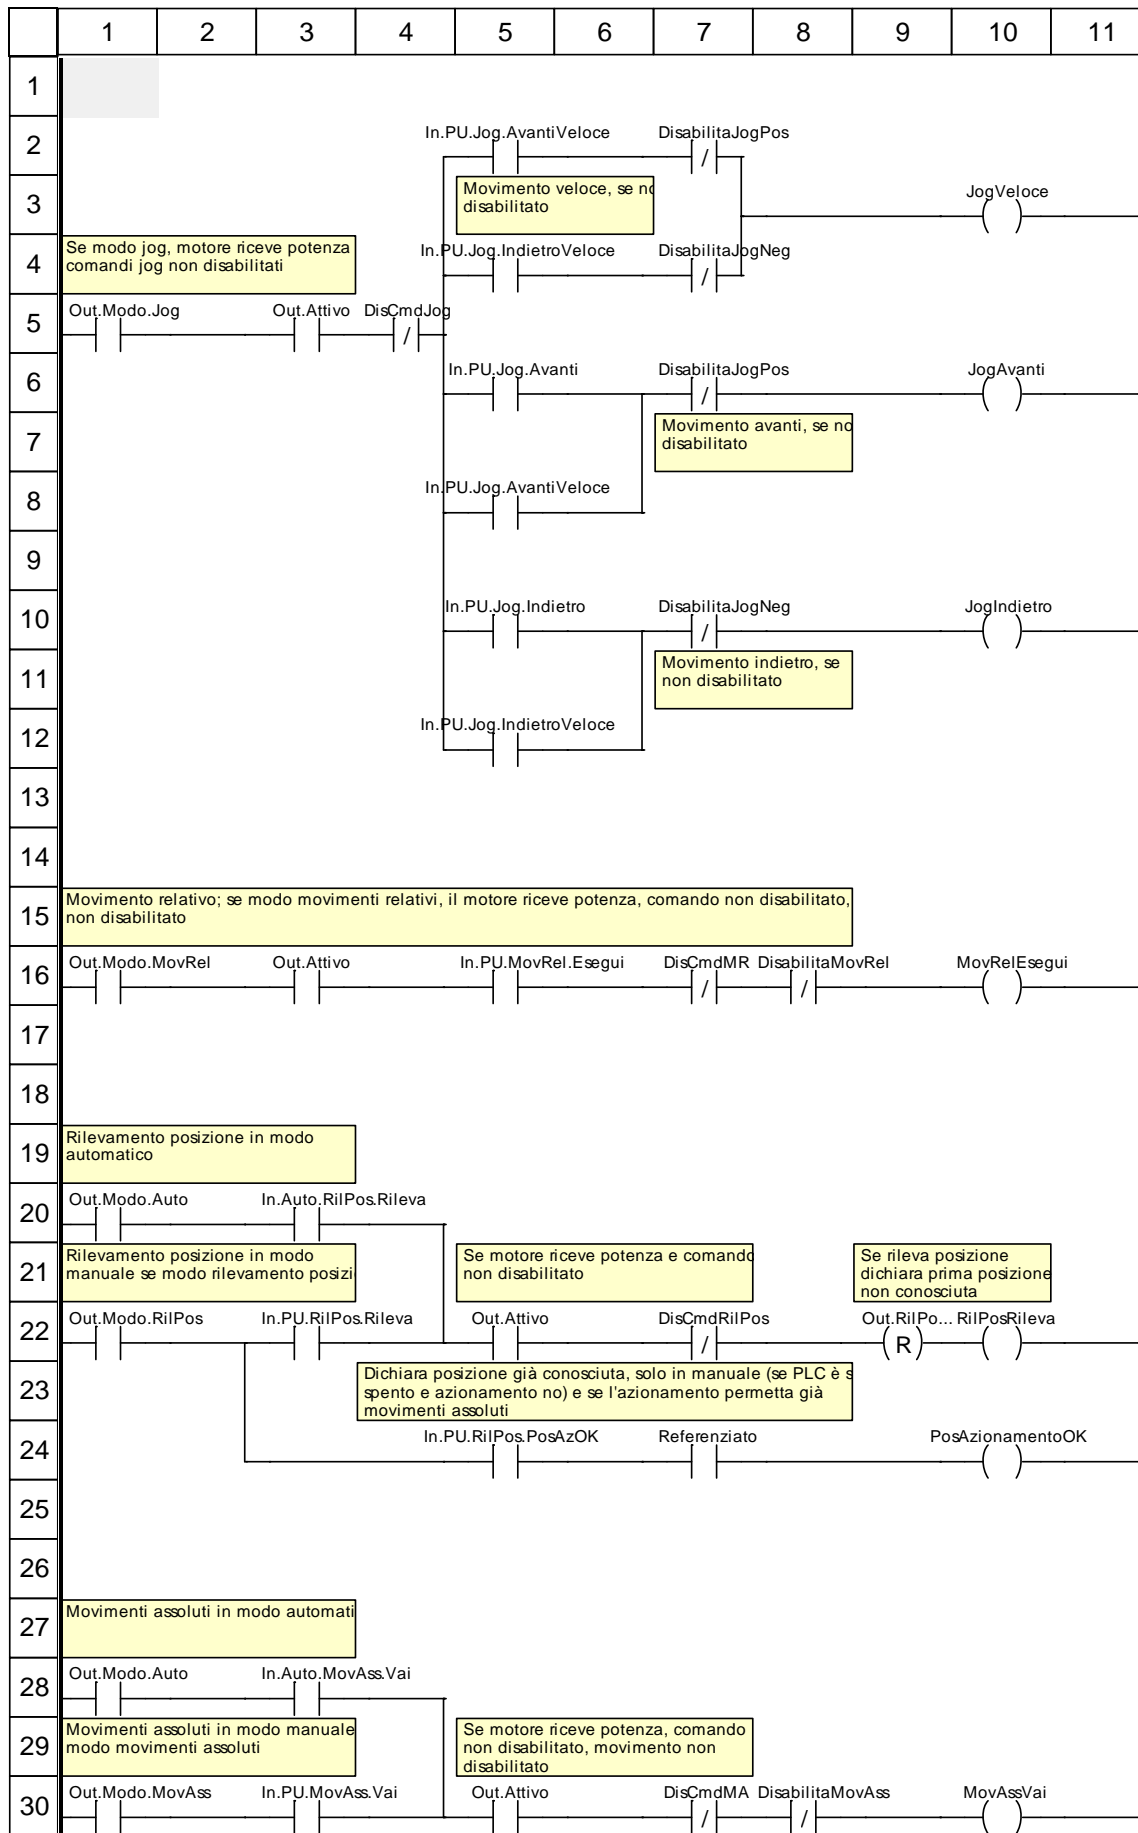 1 2 3 4 5 6 7 8 9 10 11
1
2
In.PU.Jog.AvantiVeloce DisabilitaJogPos
/
3
Movimento veloce, se no
disabilitato
JogVeloce
4
Se modo jog, motore riceve potenza
comandi jog non disabilitati
In.PU.Jog.IndietroVeloce DisabilitaJogNeg
/
5
Out.Modo.Jog Out.Attivo DisCmdJog
/
6
In.PU.Jog.Avanti DisabilitaJogPos JogAvanti
/
7
Movimento avanti, se no
disabilitato
8
In.PU.Jog.AvantiVeloce
9
10
In.PU.Jog.Indietro DisabilitaJogNeg JogIndietro
/
11
Movimento indietro, se
non disabilitato
12
In.PU.Jog.IndietroVeloce
13
14
15
Movimento relativo; se modo movimenti relativi, il motore riceve potenza, comando non disabilitato,
non disabilitato
16
Out.Modo.MovRel Out.Attivo In.PU.MovRel.Esegui DisCmdMR DisabilitaMovRel MovRelEsegui
/ /
17
18
19
Rilevamento posizione in modo
automatico
20
Out.Modo.Auto In.Auto.RilPos.Rileva
21
Rilevamento posizione in modo
manuale se modo rilevamento posizi
Se motore riceve potenza e comando
non disabilitato
Se rileva posizione
dichiara prima posizione
non conosciuta
22
Out.Modo.RilPos In.PU.RilPos.Rileva Out.Attivo DisCmdRilPos Out.RilPo... RilPosRileva
/ R
23
Dichiara posizione già conosciuta, solo in manuale (se PLC è s
spento e azionamento no) e se l'azionamento permetta già
movimenti assoluti
24
In.PU.RilPos.PosAzOK Referenziato PosAzionamentoOK
25
26
27
Movimenti assoluti in modo automati
28
Out.Modo.Auto In.Auto.MovAss.Vai
29
Movimenti assoluti in modo manuale
modo movimenti assoluti
Se motore riceve potenza, comando
non disabilitato, movimento non
disabilitato
30
Out.Modo.MovAss In.PU.MovAss.Vai Out.Attivo DisCmdMA DisabilitaMovAss MovAssVai
/ /